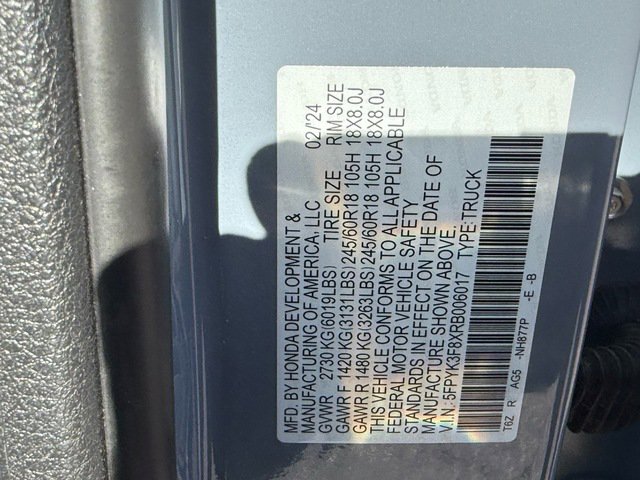 MFD. BY HONDA DEVELOPMENT &
MANUFACTURING OF AMERICA, LLC 02/'24
GVWR 2730 KG(6019LBS) TIRE SIZE RIM SIZE
GAWR F 1420 KG(3131LBS) 245/60R18 105H 18X8.0J
GAWR R 1480 KG(3263LBS) 245/60R18 105H 18X8.0J
THIS VEHICLE CONFORMS TO ALL APPLICABLE
FEDERAL MOTOR VEHICLE SAFETY
STANDARDS IN EFFECT ON THE DATE OF
MANUFACTURE SHOWN ABOVE.
V.I.N.: 5FPYK3F8XRB006017 TYPE:TRUCK
T6Z R AG5 -NH877P -E -B